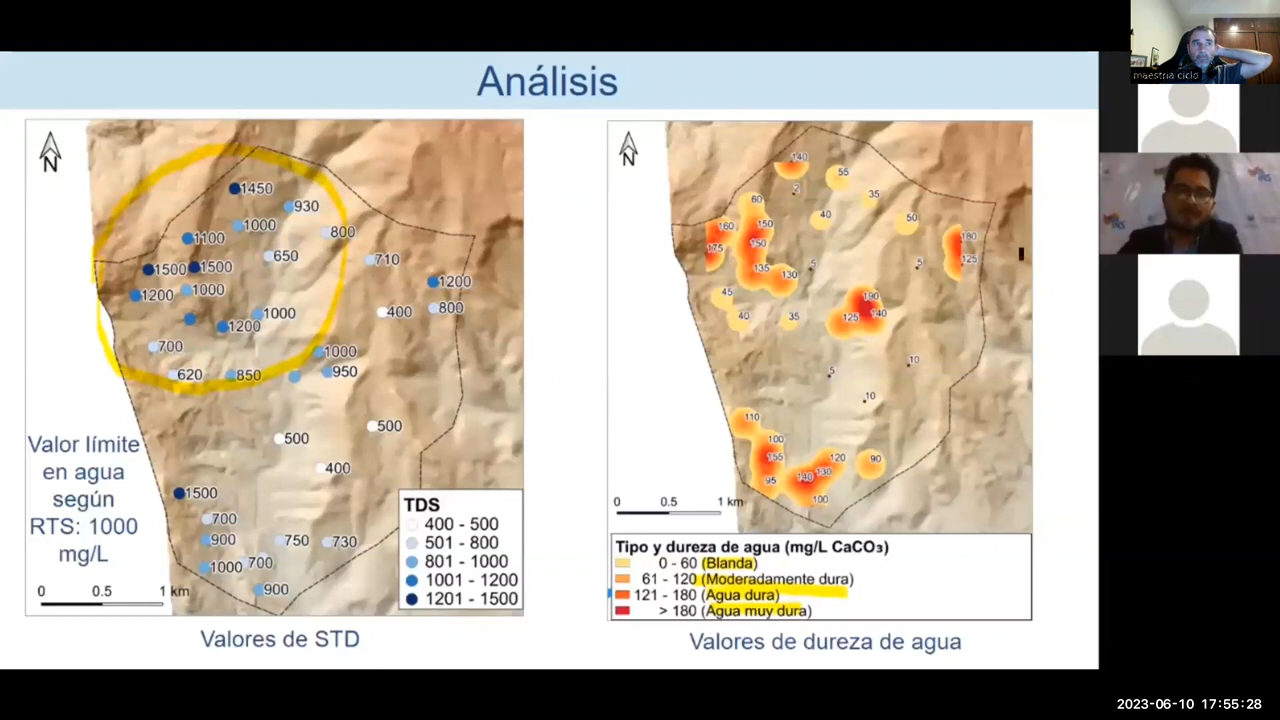 Análisis
N
1450
930
1000
800
1100
650
710
1500
1500
1200
1200
1000
800
1000
400
1200
700
1000
620
850
950
500
500
400
1500
700
900
750
730
700
1000
900
Valor límite
en agua
según
RTS: 1000
mg/L
0 0.5 1 km
TDS
400 - 500
501 - 800
801 - 1000
1001 - 1200
1201 - 1500
Valores de STD
N
140
2
55
35
60
40
50
160
150
180
175
150
125
135
130
5
5
45
190
40
35
125
140
10
5
10
110
100
155
120
90
130
95
140
100
0 0.5 1 km
Tipo y dureza de agua (mg/L CaCO₃)
0 - 60 (Blanda)
61 - 120 (Moderadamente dura)
121 - 180 (Agua dura)
> 180 (Agua muy dura)
Valores de dureza de agua
maestria ciclo
2023-06-10 17:55:28